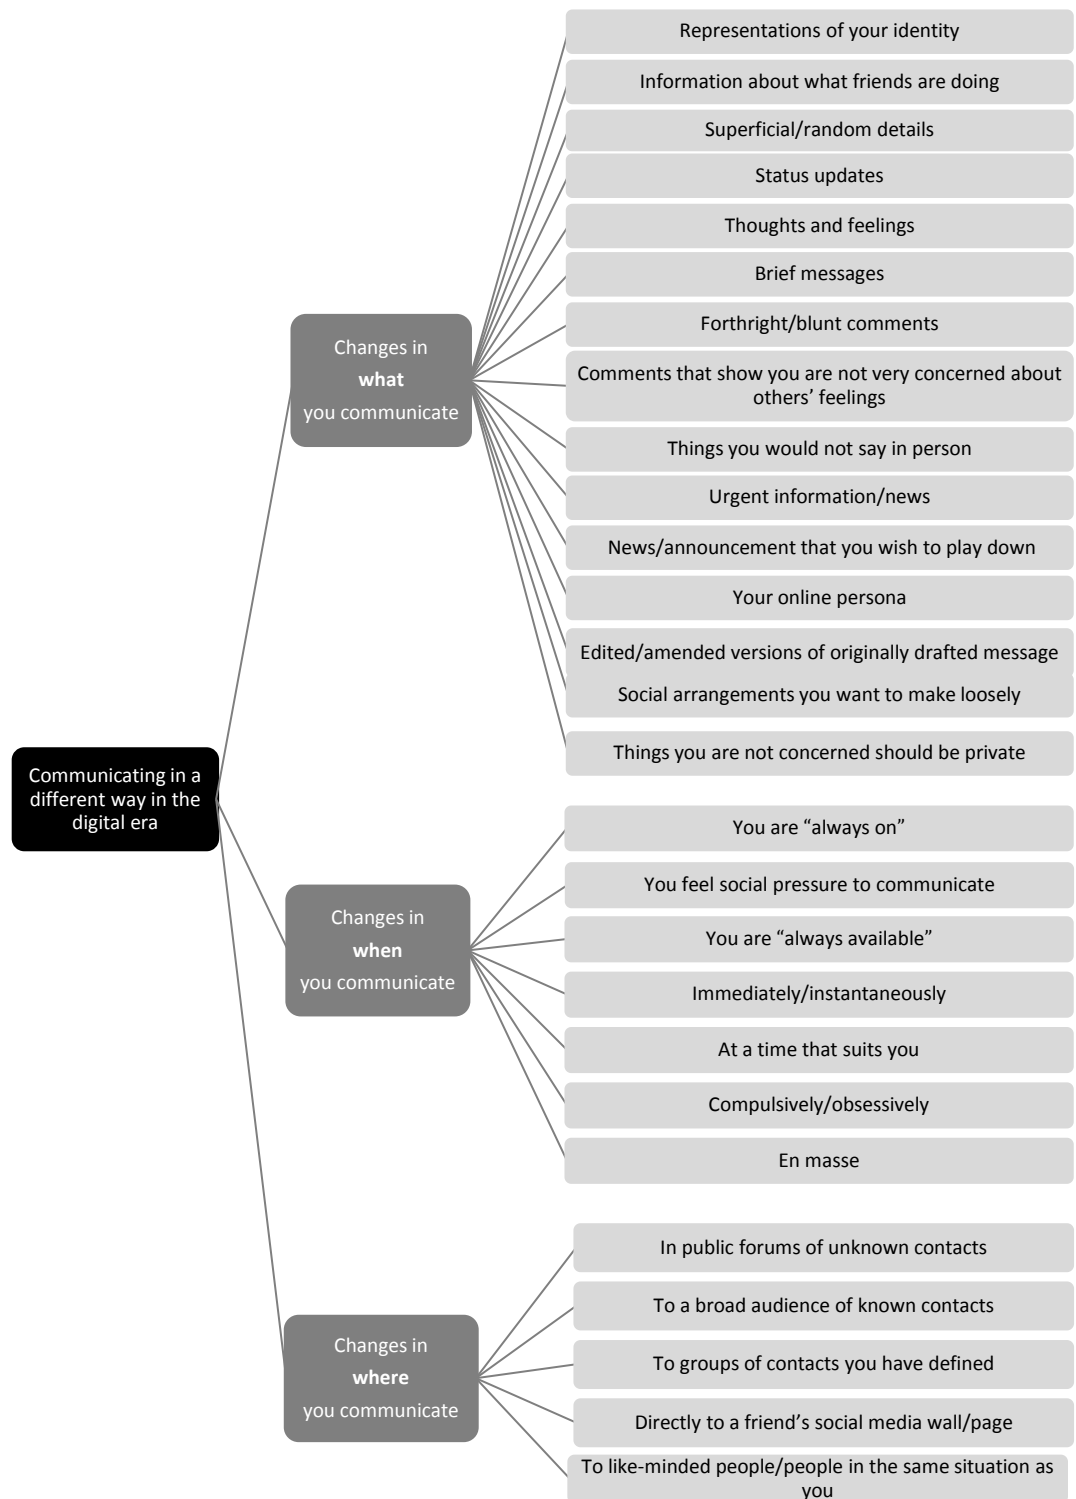 Representations of your identity
Information about what friends are doing
Superficial/random details
Status updates
Thoughts and feelings
Brief messages
Forthright/blunt comments
Comments that show you are not very concerned about
others’ feelings
Things you would not say in person
Urgent information/news
News/announcement that you wish to play down
Your online persona
Edited/amended versions of originally drafted message
Social arrangements you want to make loosely
Things you are not concerned should be private
Changes in
what
you communicate
Communicating in a
different way in the
digital era
You are “always on”
You feel social pressure to communicate
You are “always available”
Immediately/instantaneously
At a time that suits you
Compulsively/obsessively
En masse
Changes in
when
you communicate
In public forums of unknown contacts
To a broad audience of known contacts
To groups of contacts you have defined
Directly to a friend’s social media wall/page
To like-minded people/people in the same situation as
you
Changes in
where
you communicate